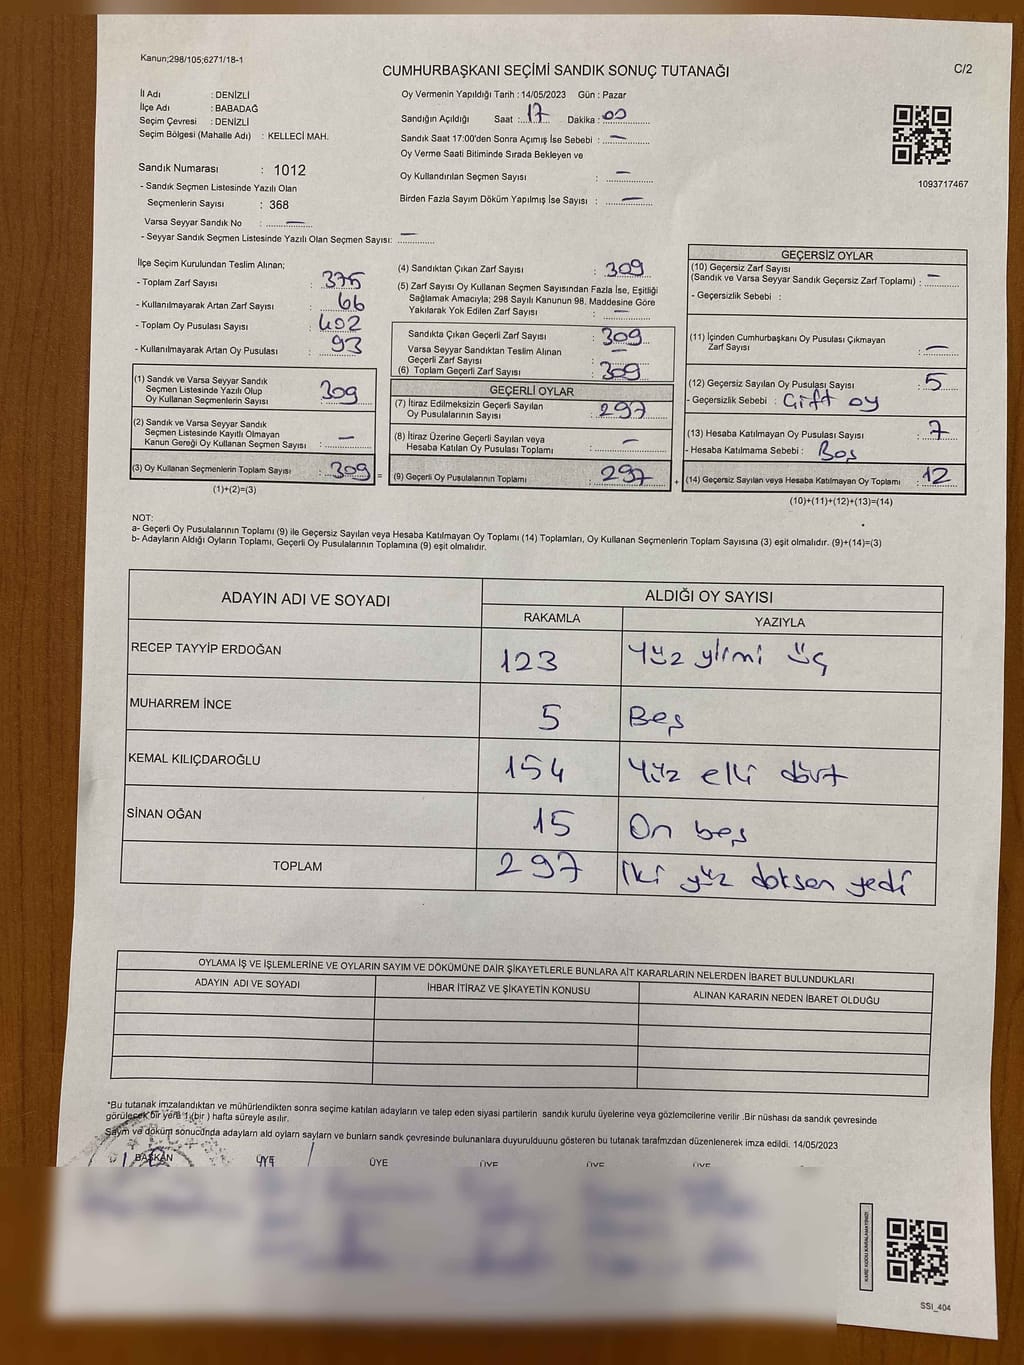 Kanun;298/105;6271/18-1
CUMHURBAŞKANI SEÇİMİ SANDIK SONUÇ TUTANAĞI
C/2
İl Adı : DENİZLİ
İlçe Adı : BABADAĞ
Seçim Çevresi : DENİZLİ
Seçim Bölgesi (Mahalle Adı) : KELLECİ MAH.
Sandık Numarası : 1012
- Sandık Seçmen Listesinde Yazılı Olan
Seçmenlerin Sayısı : 368
Varsa Seyyar Sandık No : —
- Seyyar Sandık Seçmen Listesinde Yazılı Olan Seçmen Sayısı: —
Oy Vermenin Yapıldığı Tarih : 14/05/2023 Gün : Pazar
Sandığın Açıldığı Saat : 17 Dakika : 00
Sandık Saat 17:00'den Sonra Açımış İse Sebebi : —
Oy Verme Saati Bitiminde Sırada Bekleyen ve
Oy Kullandırılan Seçmen Sayısı : —
Birden Fazla Sayım Döküm Yapılmış İse Sayısı : —
1093717467
İlçe Seçim Kurulundan Teslim Alınan;
- Toplam Zarf Sayısı : 375
- Kullanılmayarak Artan Zarf Sayısı : 66
- Toplam Oy Pusulası Sayısı : 402
- Kullanılmayarak Artan Oy Pusulası : 93
(1) Sandık ve Varsa Seyyar Sandık
Seçmen Listesinde Yazılı Olup
Oy Kullanan Seçmenlerin Sayısı : 309
(2) Sandık ve Varsa Seyyar Sandık
Seçmen Listesinde Kayıtlı Olmayan
Kanun Gereği Oy Kullanan Seçmen Sayısı : —
(3) Oy Kullanan Seçmenlerin Toplam Sayısı : 309 =
(1)+(2)=(3)
(4) Sandıktan Çıkan Zarf Sayısı : 309
(5) Zarf Sayısı Oy Kullanan Seçmen Sayısından Fazla İse, Eşitliği
Sağlamak Amacıyla; 298 Sayılı Kanunun 98. Maddesine Göre
Yakılarak Yok Edilen Zarf Sayısı : —
Sandıkta Çıkan Geçerli Zarf Sayısı : 309
Varsa Seyyar Sandıktan Teslim Alınan
Geçerli Zarf Sayısı : —
(6) Toplam Geçerli Zarf Sayısı : 309
GEÇERLİ OYLAR
(7) İtiraz Edilmeksizin Geçerli Sayılan
Oy Pusulalarının Sayısı : 297
(8) İtiraz Üzerine Geçerli Sayılan veya
Hesaba Katılan Oy Pusulası Toplamı : —
(9) Geçerli Oy Pusulalarının Toplamı : 297 +
GEÇERSİZ OYLAR
(10) Geçersiz Zarf Sayısı
(Sandık ve Varsa Seyyar Sandık Geçersiz Zarf Toplamı) : —
- Geçersizlik Sebebi :
(11) İçinden Cumhurbaşkanı Oy Pusulası Çıkmayan
Zarf Sayısı : —
(12) Geçersiz Sayılan Oy Pusulası Sayısı : 5
- Geçersizlik Sebebi : Çift oy
(13) Hesaba Katılmayan Oy Pusulası Sayısı : 7
- Hesaba Katılmama Sebebi : Boş
(14) Geçersiz Sayılan veya Hesaba Katılmayan Oy Toplamı : 12
(10)+(11)+(12)+(13)=(14)
NOT:
a- Geçerli Oy Pusulalarının Toplamı (9) ile Geçersiz Sayılan veya Hesaba Katılmayan Oy Toplamı (14) Toplamları, Oy Kullanan Seçmenlerin Toplam Sayısına (3) eşit olmalıdır. (9)+(14)=(3)
b- Adayların Aldığı Oyların Toplamı, Geçerli Oy Pusulalarının Toplamına (9) eşit olmalıdır.
ADAYIN ADI VE SOYADI
ALDIĞI OY SAYISI
RAKAMLA YAZIYLA
RECEP TAYYİP ERDOĞAN 123 Yüz yirmi üç
MUHARREM İNCE 5 Beş
KEMAL KILIÇDAROĞLU 154 Yüz elli dört
SİNAN OĞAN 15 On beş
TOPLAM 297 İki yüz doksan yedi
OYLAMA İŞ VE İŞLEMLERİNE VE OYLARIN SAYIM VE DÖKÜMÜNE DAİR ŞİKAYETLERLE BUNLARA AİT KARARLARIN NELERDEN İBARET BULUNDUKLARI
ADAYIN ADI VE SOYADI İHBAR İTİRAZ VE ŞİKAYETİN KONUSU ALINAN KARARIN NEDEN İBARET OLDUĞU
*Bu tutanak imzalandıktan ve mühürlendikten sonra seçime katılan adayların ve talep eden siyasi partilerin sandık kurulu üyelerine veya gözlemcilerine verilir .Bir nüshası da sandık çevresinde
görülecek bir yere 1.(bir ) hafta süreyle asılır.
Sayım ve döküm sonucunda adayların ald oylarn saylarn ve bunlarn sandk çevresinde bulunanlara duyurulduunu gösteren bu tutanak tarafmzdan düzenlenerek imza edildi. 14/05/2023
BAŞKAN ÜYE ÜYE ÜYE ÜYE ÜYE
KARE KODU KARALAMAYINIZ!
SSI_404